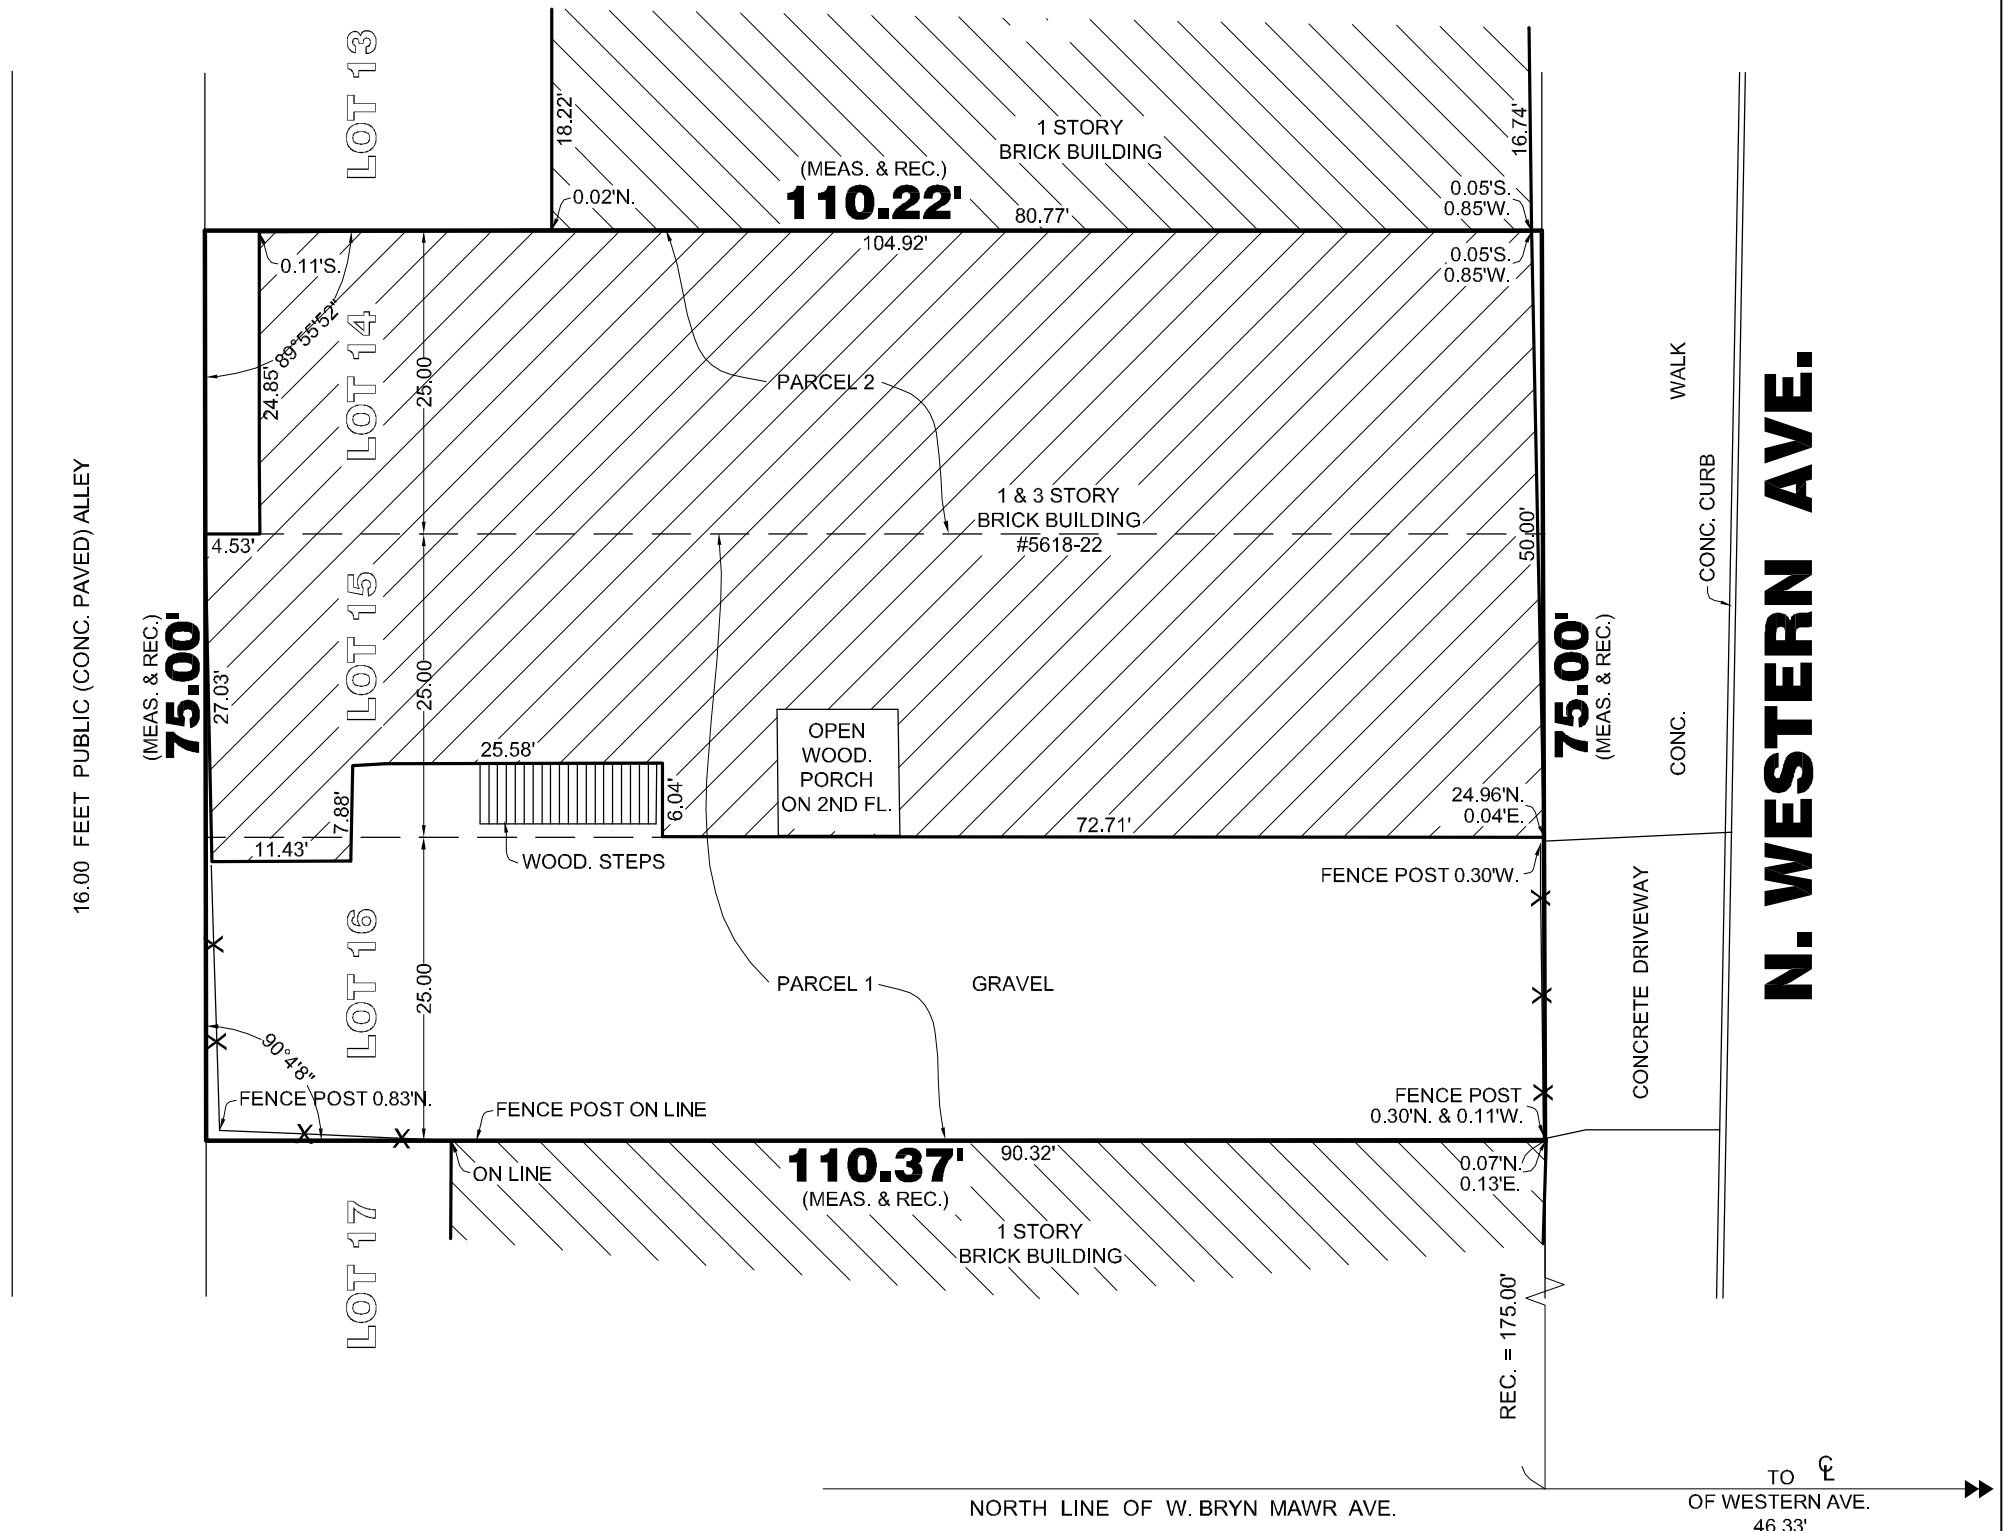 LOT 13
18.22'
1 STORY
BRICK BUILDING
16.74'
(MEAS. & REC.)
110.22'
80.77'
0.02'N.
0.05'S.
0.85'W.
104.92'
0.05'S.
0.85'W.
0.11'S.
89°55'52"
24.85'
LOT 14
25.00
PARCEL 2
WALK
N. WESTERN AVE.
16.00 FEET PUBLIC (CONC. PAVED) ALLEY
1 & 3 STORY
BRICK BUILDING
#5618-22
50.00'
CONC. CURB
4.53'
LOT 15
(MEAS. & REC.)
75.00'
27.03'
25.00
75.00'
(MEAS. & REC.)
CONC.
25.58'
OPEN
WOOD.
PORCH
ON 2ND FL.
7.88'
6.04'
24.96'N.
0.04'E.
72.71'
11.43'
WOOD. STEPS
FENCE POST 0.30'W.
CONCRETE DRIVEWAY
LOT 16
25.00
PARCEL 1
GRAVEL
90°4'8"
FENCE POST 0.83'N.
FENCE POST ON LINE
FENCE POST
0.30'N. & 0.11'W.
ON LINE
110.37'
(MEAS. & REC.)
90.32'
0.07'N.
0.13'E.
LOT 17
1 STORY
BRICK BUILDING
REC. = 175.00'
NORTH LINE OF W. BRYN MAWR AVE.
TO ℄
OF WESTERN AVE.
46.33'